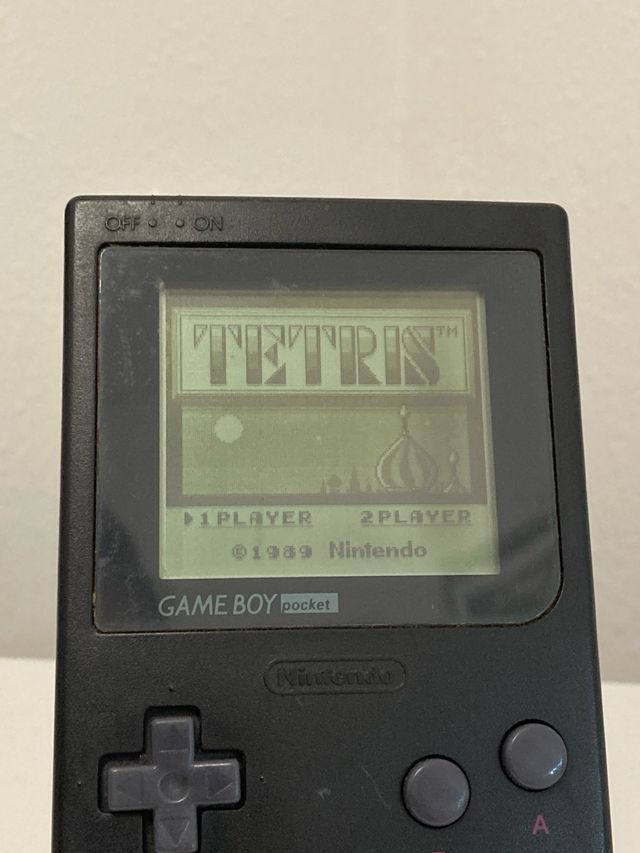 OFF • • ON
TETRIS™
1PLAYER 2PLAYER
©1989 Nintendo
GAME BOY pocket
Nintendo
A